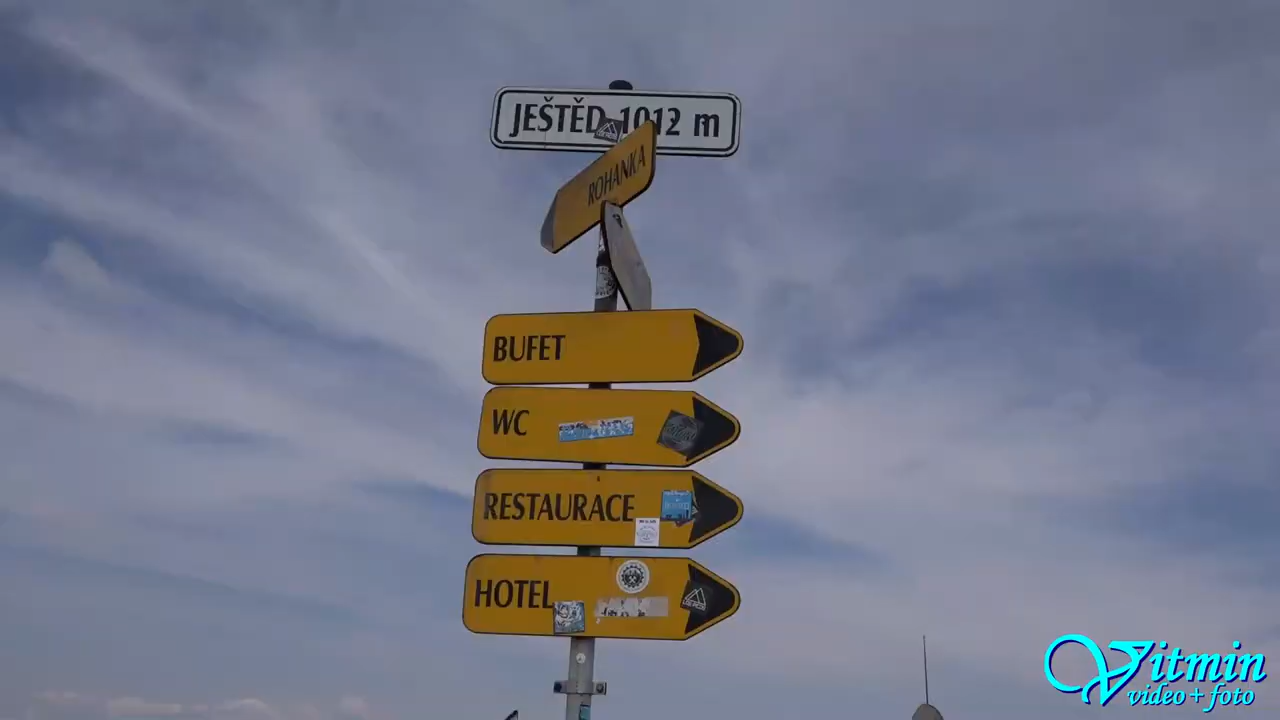 JEŠTĚD 1012 m
ROHANKA
BUFET
WC
RESTAURACE
HOTEL
Vitmin
video+foto